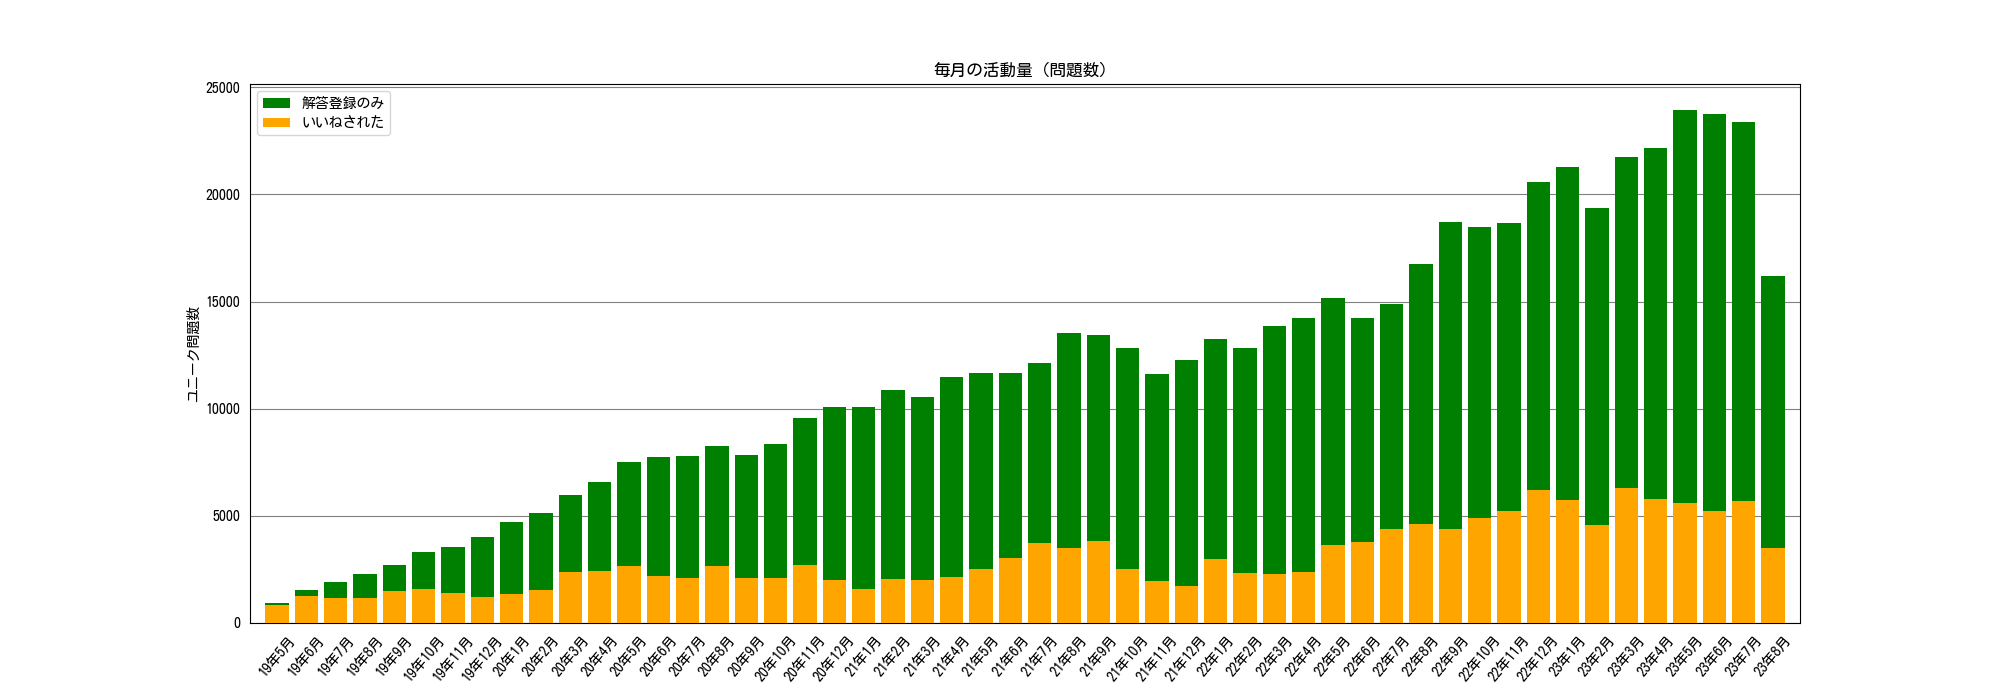 毎月の活動量（問題数）
解答登録のみ
いいねされた
ユニーク問題数
25000
20000
15000
10000
5000
0
19年5月
19年6月
19年7月
19年8月
19年9月
19年10月
19年11月
19年12月
20年1月
20年2月
20年3月
20年4月
20年5月
20年6月
20年7月
20年8月
20年9月
20年10月
20年11月
20年12月
21年1月
21年2月
21年3月
21年4月
21年5月
21年6月
21年7月
21年8月
21年9月
21年10月
21年11月
21年12月
22年1月
22年2月
22年3月
22年4月
22年5月
22年6月
22年7月
22年8月
22年9月
22年10月
22年11月
22年12月
23年1月
23年2月
23年3月
23年4月
23年5月
23年6月
23年7月
23年8月